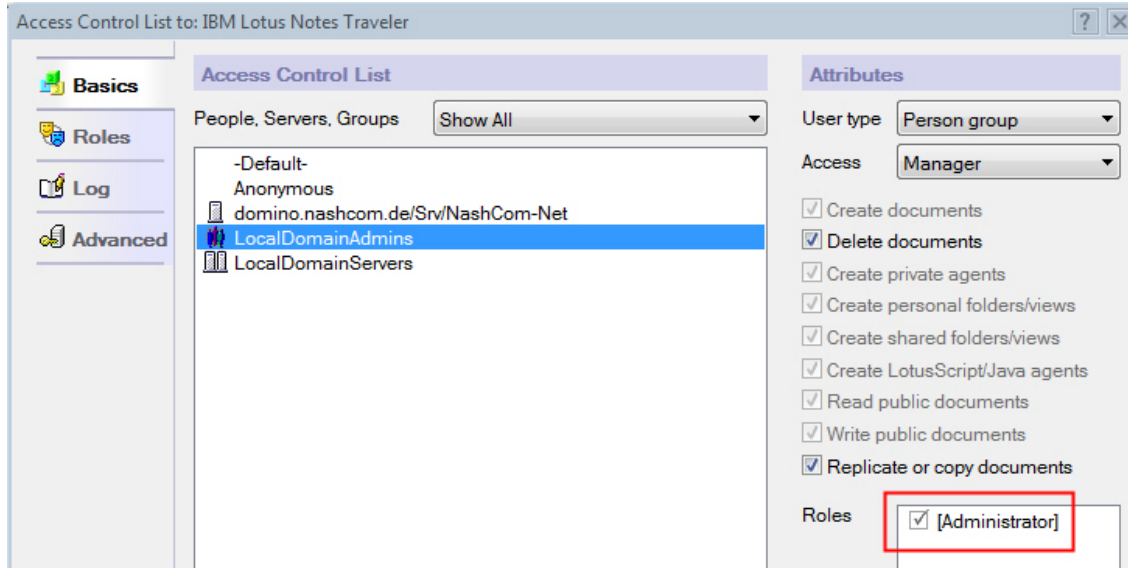 Access Control List to: IBM Lotus Notes Traveler
?
Basics
Roles
Log
Advanced
Access Control List
People, Servers, Groups
Show All
-Default-
Anonymous
domino.nashcom.de/Srv/NashCom-Net
LocalDomainAdmins
LocalDomainServers
Attributes
User type
Person group
Access
Manager
Create documents
Delete documents
Create private agents
Create personal folders/views
Create shared folders/views
Create LotusScript/Java agents
Read public documents
Write public documents
Replicate or copy documents
Roles
[Administrator]